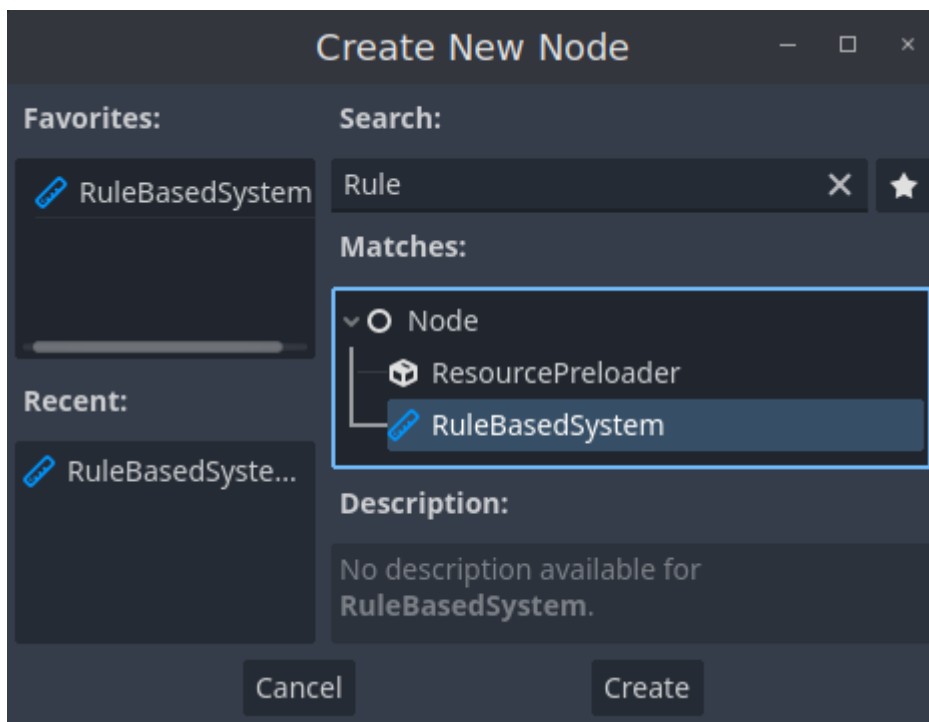 Create New Node
Favorites:
RuleBasedSystem
Recent:
RuleBasedSyste...
Search:
Rule
Matches:
Node
ResourcePreloader
RuleBasedSystem
Description:
No description available for
RuleBasedSystem.
Cancel
Create